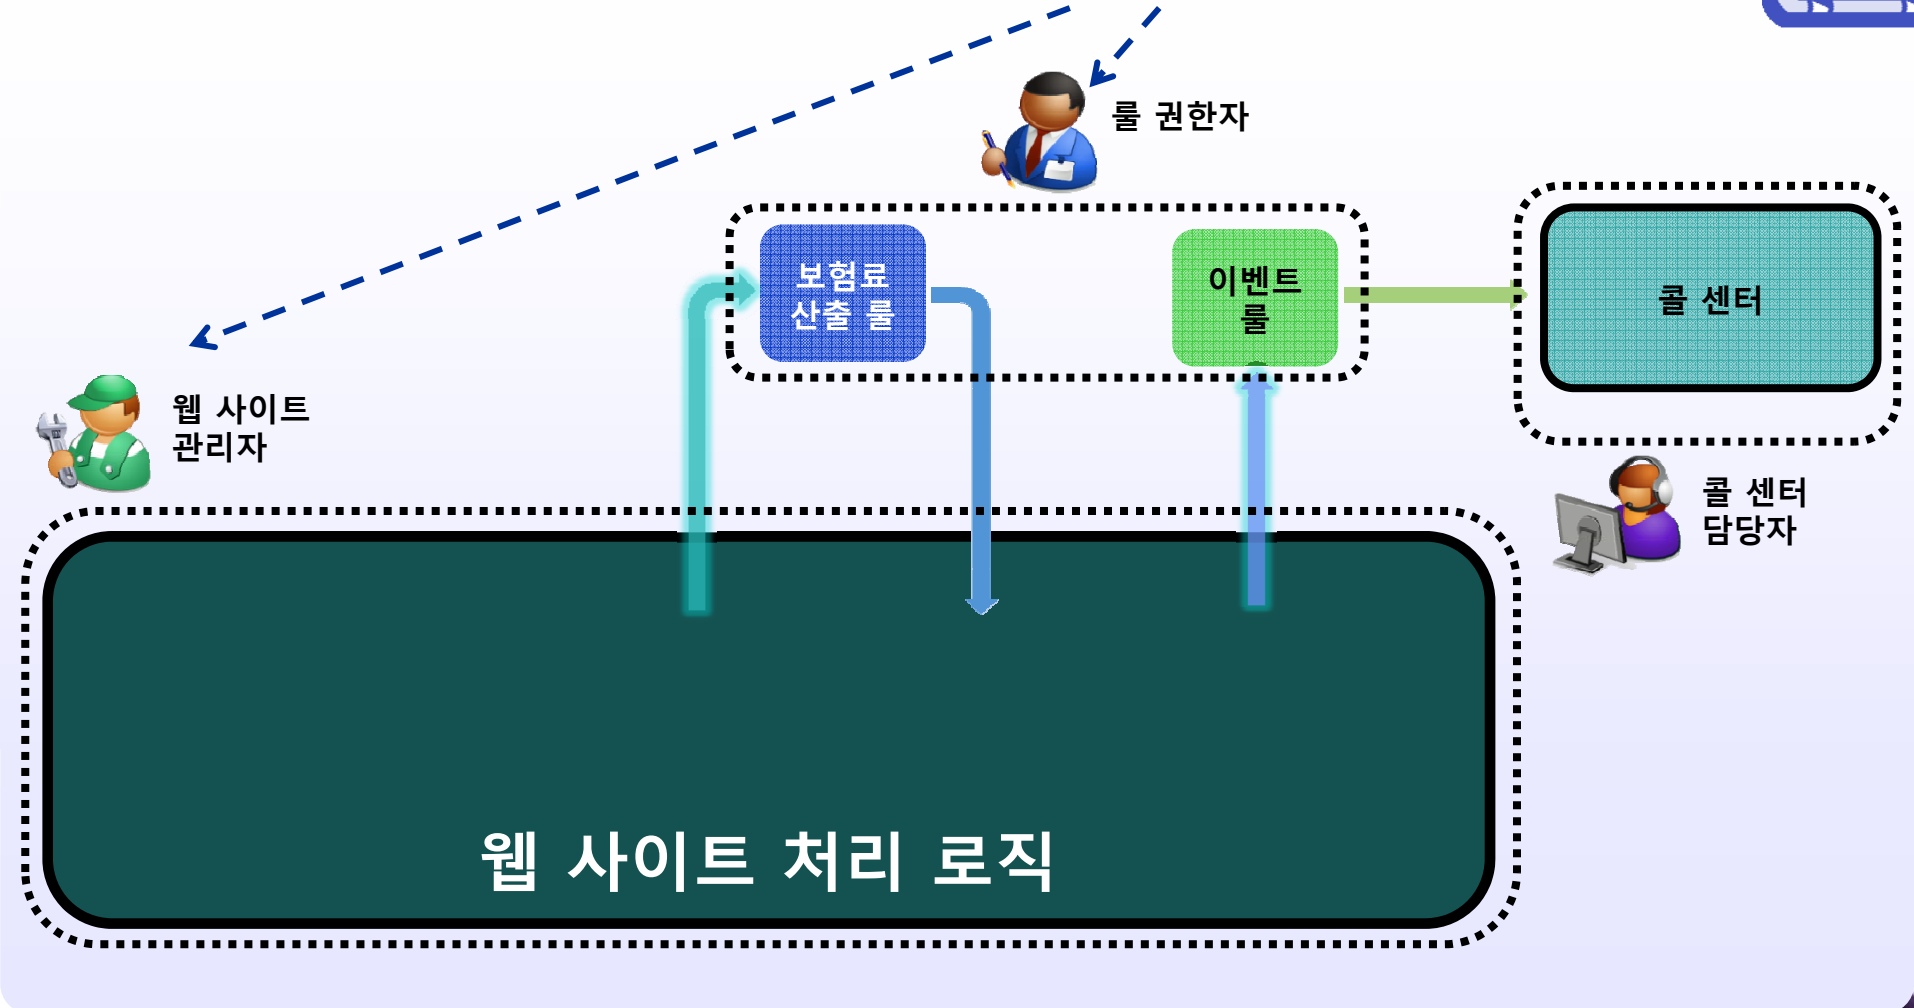 룰 권한자
보험료
산출 룰
이벤트
룰
콜 센터
웹 사이트
관리자
콜 센터
담당자
웹 사이트 처리 로직